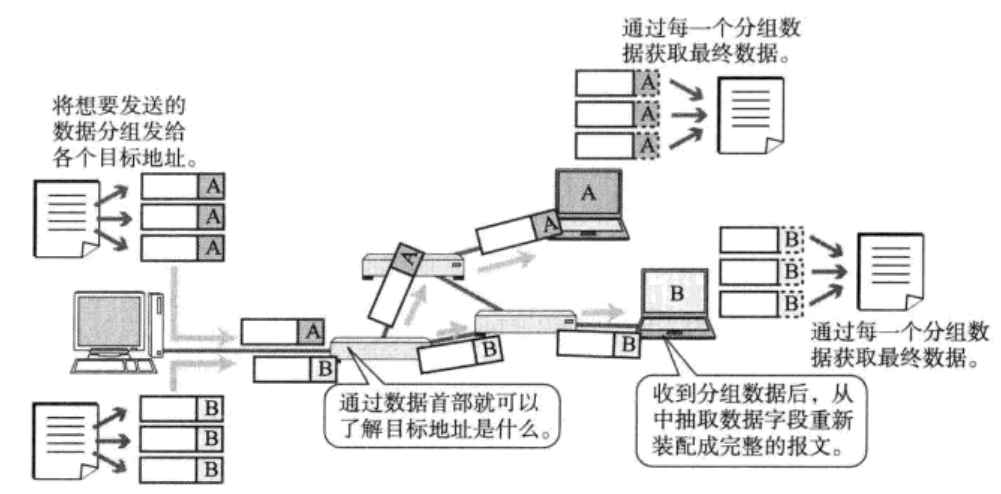 通过每一个分组数
据获取最终数据。
A
A
A
将想要发送的
数据分组发给
各个目标地址。
A
A
A
A
A
A
B
B
B
B
通过每一个分组数
据获取最终数据。
A
B
B
B
通过数据首部就可以
了解目标地址是什么。
收到分组数据后，从
中抽取数据字段重新
装配成完整的报文。
B
B
B